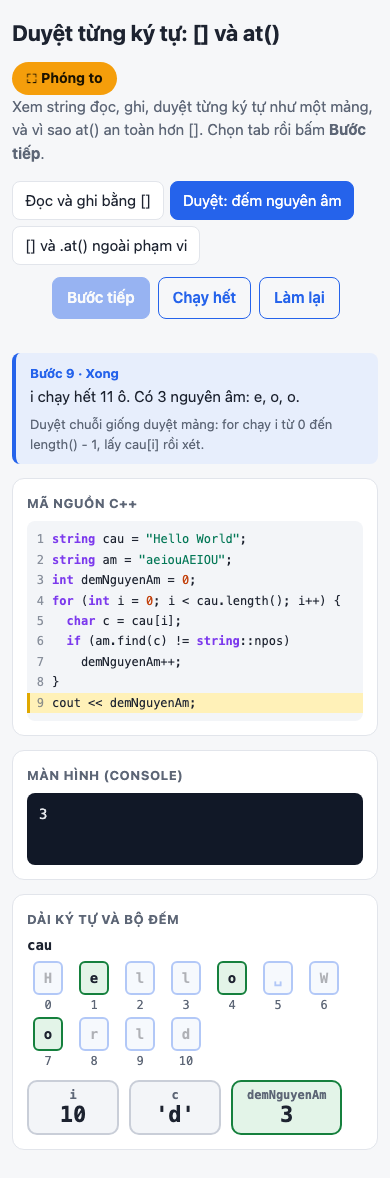 Duyệt từng ký tự: [] và at()
⛶ Phóng to
Xem string đọc, ghi, duyệt từng ký tự như một mảng,
và vì sao at() an toàn hơn []. Chọn tab rồi bấm Bước
tiếp.
Đọc và ghi bằng []
Duyệt: đếm nguyên âm
[] và .at() ngoài phạm vi
Bước tiếp
Chạy hết
Làm lại
Bước 9 · Xong
i chạy hết 11 ô. Có 3 nguyên âm: e, o, o.
Duyệt chuỗi giống duyệt mảng: for chạy i từ 0 đến
length() - 1, lấy cau[i] rồi xét.
MÃ NGUỒN C++
1 string cau = "Hello World";
2 string am = "aeiouAEIOU";
3 int demNguyenAm = 0;
4 for (int i = 0; i < cau.length(); i++) {
5   char c = cau[i];
6   if (am.find(c) != string::npos)
7     demNguyenAm++;
8 }
9 cout << demNguyenAm;
MÀN HÌNH (CONSOLE)
3
DẢI KÝ TỰ VÀ BỘ ĐẾM
cau
H e l l o ␣ W
0 1 2 3 4 5 6
o r l d
7 8 9 10
i c demNguyenAm
10 'd' 3